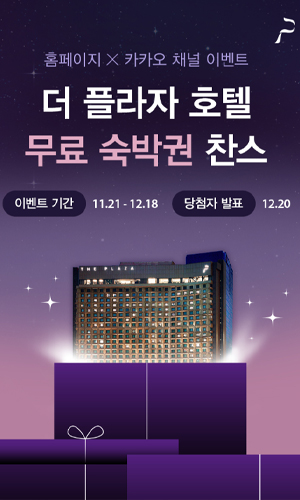 홈페이지 X 카카오 채널 이벤트
더 플라자 호텔
무료 숙박권 찬스
이벤트 기간 11.21 - 12.18 당첨자 발표 12.20
THE PLAZA